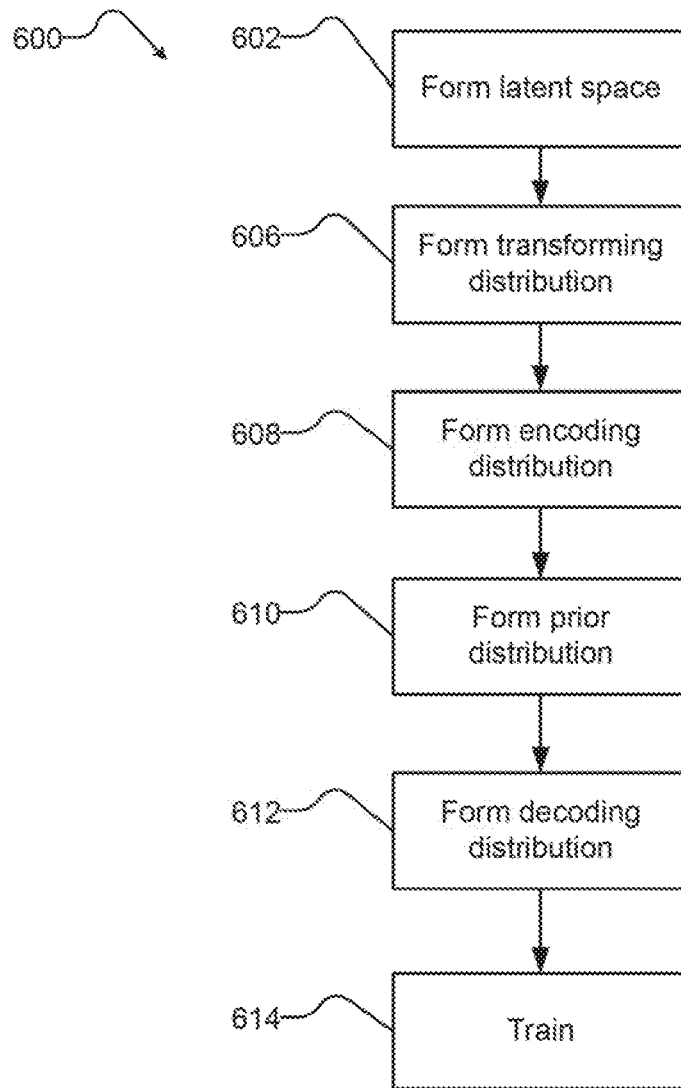 600
602
Form latent space
606
Form transforming
distribution
608
Form encoding
distribution
610
Form prior
distribution
612
Form decoding
distribution
614
Train